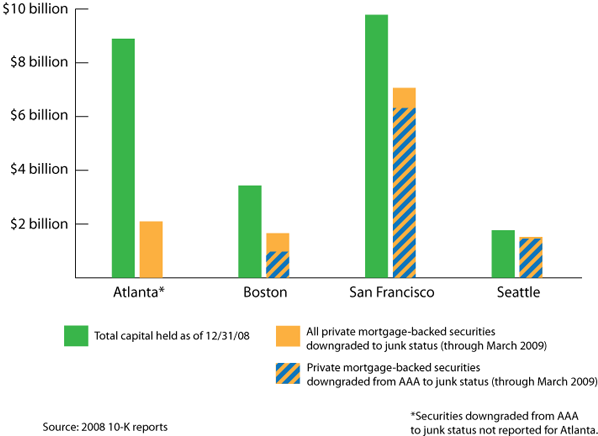 $10 billion
$8 billion
$6 billion
$4 billion
$2 billion
Atlanta*
Boston
San Francisco
Seattle
Total capital held as of 12/31/08
All private mortgage-backed securities
downgraded to junk status (through March 2009)
Private mortgage-backed securities
downgraded from AAA to junk status (through March 2009)
Source: 2008 10-K reports
*Securities downgraded from AAA
to junk status not reported for Atlanta.